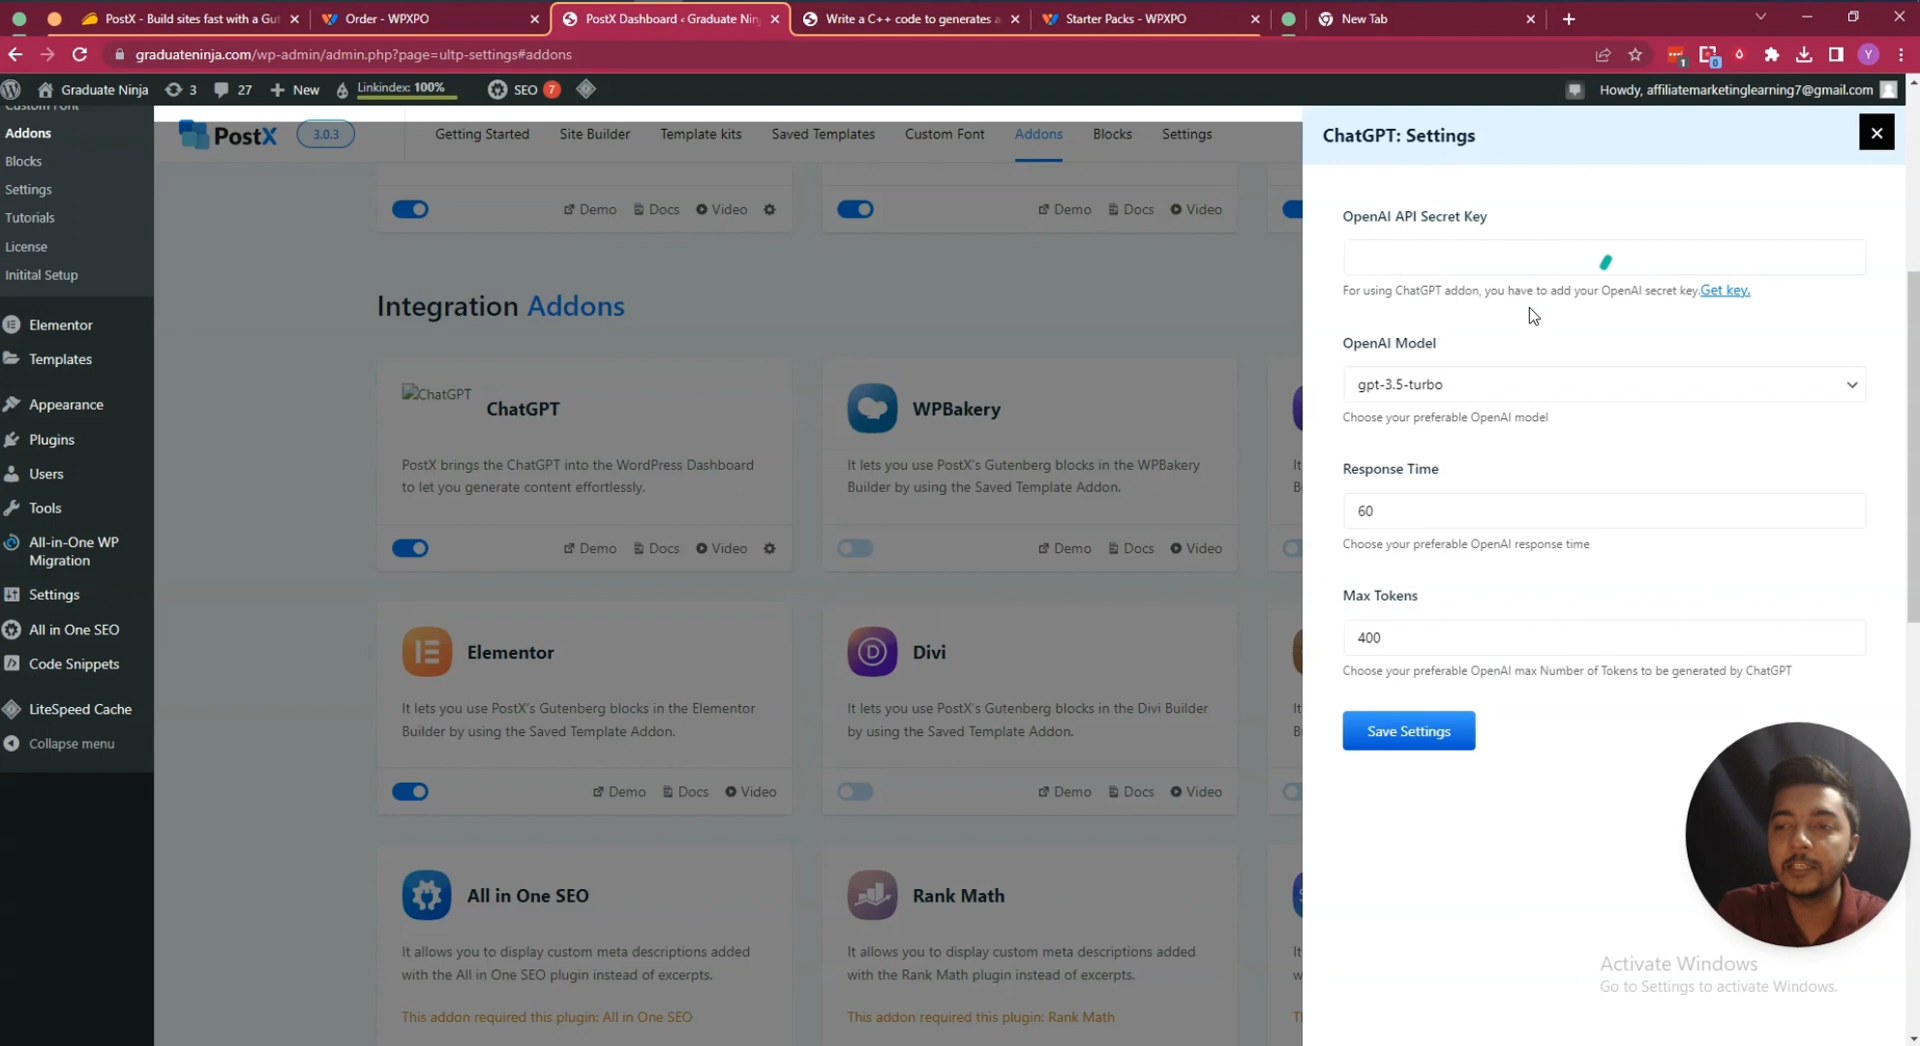 PostX - Build sites fast with a Gut
Order - WPXPO
PostX Dashboard ‹ Graduate Nin
Write a C++ code to generates a
Starter Packs - WPXPO
New Tab
graduateninja.com/wp-admin/admin.php?page=ultp-settings#addons
1
0
Y
Graduate Ninja
3
27
New
Linkindex: 100%
SEO
7
Howdy, affiliatemarketinglearning7@gmail.com
Custom Font
Addons
Blocks
Settings
Tutorials
License
Initital Setup
Elementor
Templates
Appearance
Plugins
Users
Tools
All-in-One WP
Migration
Settings
All in One SEO
Code Snippets
LiteSpeed Cache
Collapse menu
PostX
3.0.3
Getting Started
Site Builder
Template kits
Saved Templates
Custom Font
Addons
Blocks
Settings
Demo
Docs
Video
Demo
Docs
Video
Integration Addons
ChatGPT
ChatGPT
PostX brings the ChatGPT into the WordPress Dashboard
to let you generate content effortlessly.
Demo
Docs
Video
WPBakery
It lets you use PostX's Gutenberg blocks in the WPBakery
Builder by using the Saved Template Addon.
Demo
Docs
Video
Elementor
It lets you use PostX's Gutenberg blocks in the Elementor
Builder by using the Saved Template Addon.
Demo
Docs
Video
Divi
It lets you use PostX's Gutenberg blocks in the Divi Builder
by using the Saved Template Addon.
Demo
Docs
Video
All in One SEO
It allows you to display custom meta descriptions added
with the All in One SEO plugin instead of excerpts.
This addon required this plugin: All in One SEO
Rank Math
It allows you to display custom meta descriptions added
with the Rank Math plugin instead of excerpts.
This addon required this plugin: Rank Math
ChatGPT: Settings
OpenAI API Secret Key
For using ChatGPT addon, you have to add your OpenAI secret key.Get key.
OpenAI Model
gpt-3.5-turbo
Choose your preferable OpenAI model
Response Time
60
Choose your preferable OpenAI response time
Max Tokens
400
Choose your preferable OpenAI max Number of Tokens to be generated by ChatGPT
Save Settings
Activate Windows
Go to Settings to activate Windows.